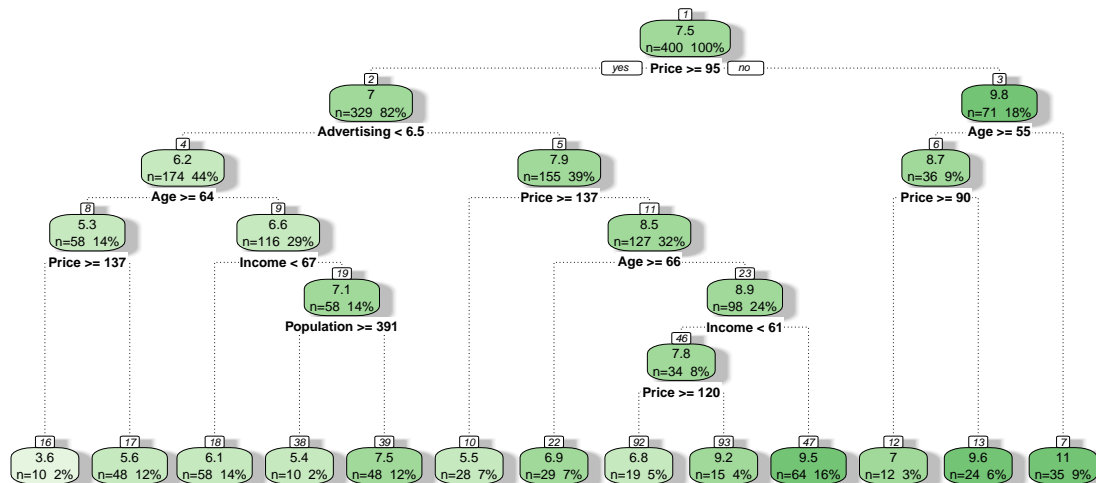 1
7.5
n=400 100%
yes Price >= 95 no
2
7
n=329 82%
Advertising < 6.5
3
9.8
n=71 18%
Age >= 55
4
6.2
n=174 44%
Age >= 64
5
7.9
n=155 39%
Price >= 137
6
8.7
n=36 9%
Price >= 90
8
5.3
n=58 14%
Price >= 137
9
6.6
n=116 29%
Income < 67
11
8.5
n=127 32%
Age >= 66
19
7.1
n=58 14%
Population >= 391
23
8.9
n=98 24%
Income < 61
46
7.8
n=34 8%
Price >= 120
16
3.6
n=10 2%
17
5.6
n=48 12%
18
6.1
n=58 14%
38
5.4
n=10 2%
39
7.5
n=48 12%
10
5.5
n=28 7%
22
6.9
n=29 7%
92
6.8
n=19 5%
93
9.2
n=15 4%
47
9.5
n=64 16%
12
7
n=12 3%
13
9.6
n=24 6%
7
11
n=35 9%